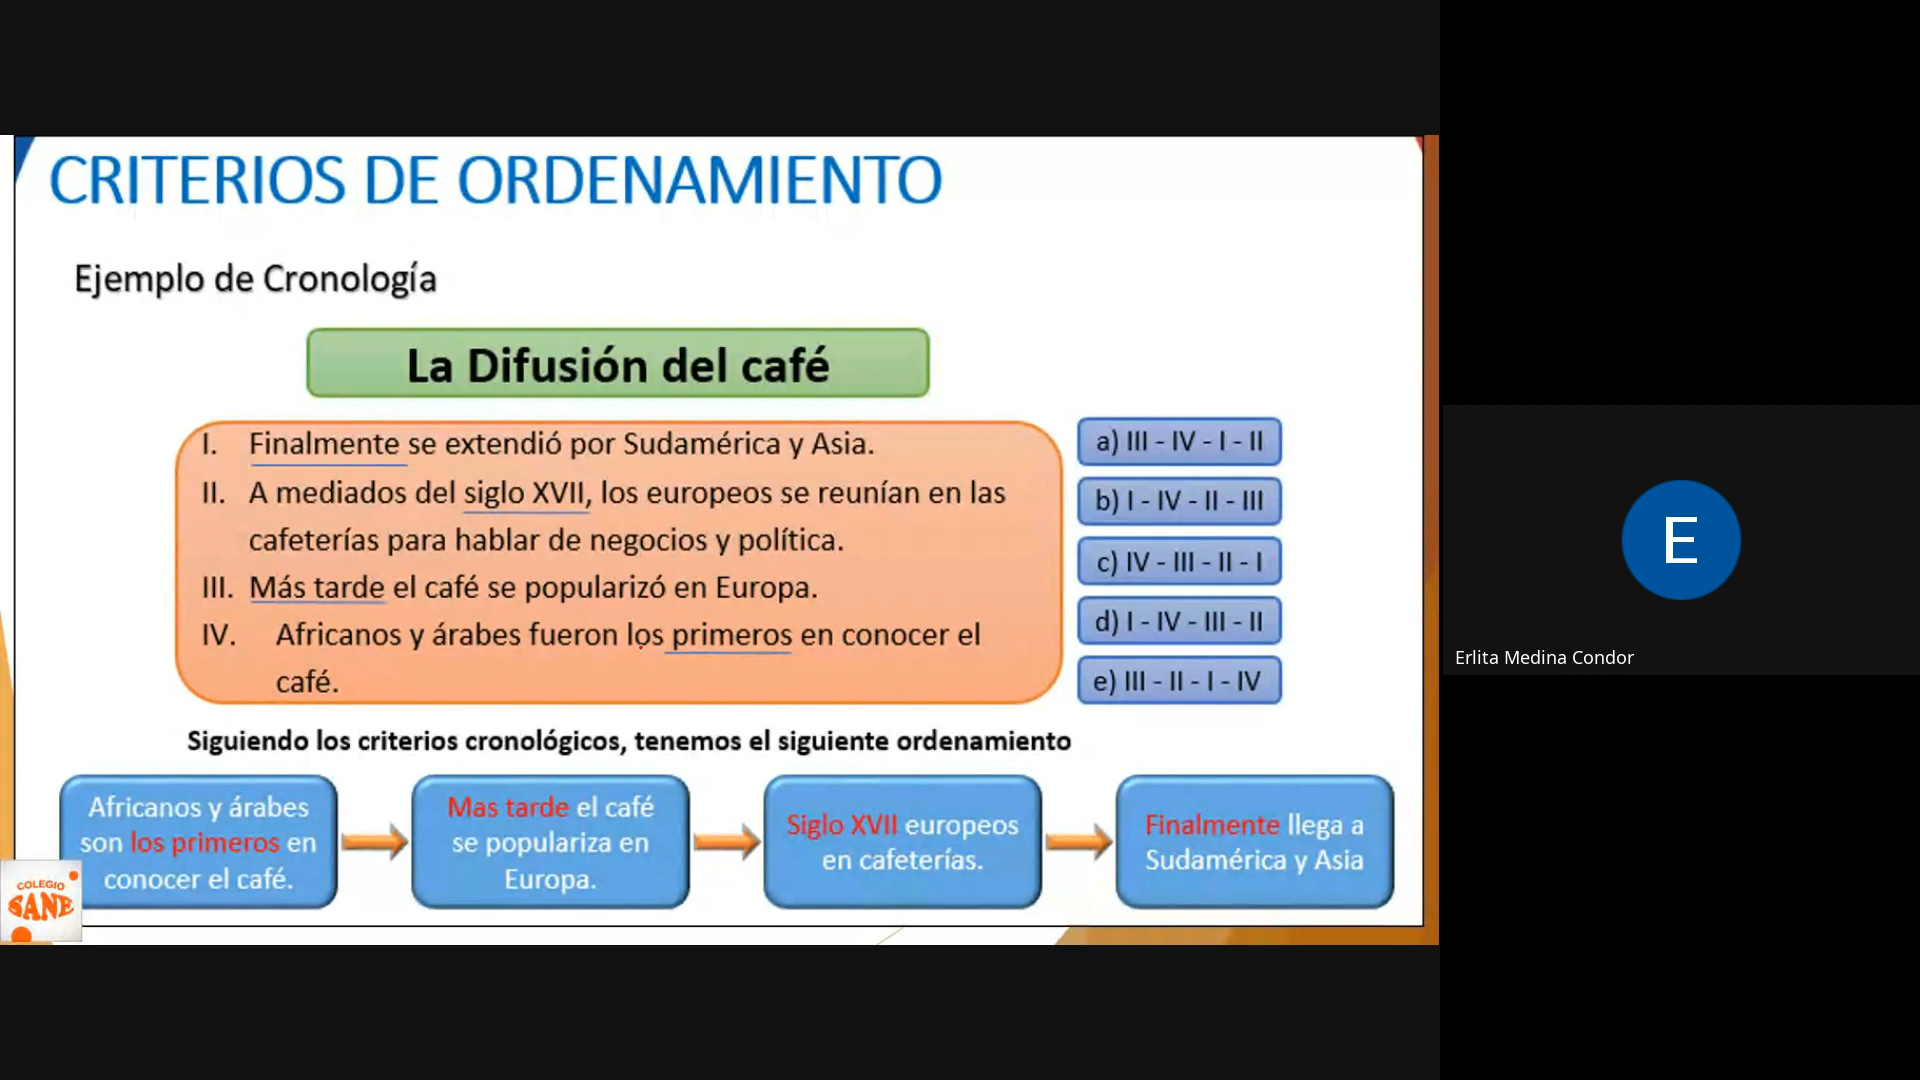 CRITERIOS DE ORDENAMIENTO
Ejemplo de Cronología
La Difusión del café
I. Finalmente se extendió por Sudamérica y Asia.
II. A mediados del siglo XVII, los europeos se reunían en las
cafeterías para hablar de negocios y política.
III. Más tarde el café se popularizó en Europa.
IV. Africanos y árabes fueron los primeros en conocer el
café.
a) III - IV - I - II
b) I - IV - II - III
c) IV - III - II - I
d) I - IV - III - II
e) III - II - I - IV
Siguiendo los criterios cronológicos, tenemos el siguiente ordenamiento
Africanos y árabes
son los primeros en
conocer el café.
Mas tarde el café
se populariza en
Europa.
Siglo XVII europeos
en cafeterías.
Finalmente llega a
Sudamérica y Asia
COLEGIO
SANE
E
Erlita Medina Condor